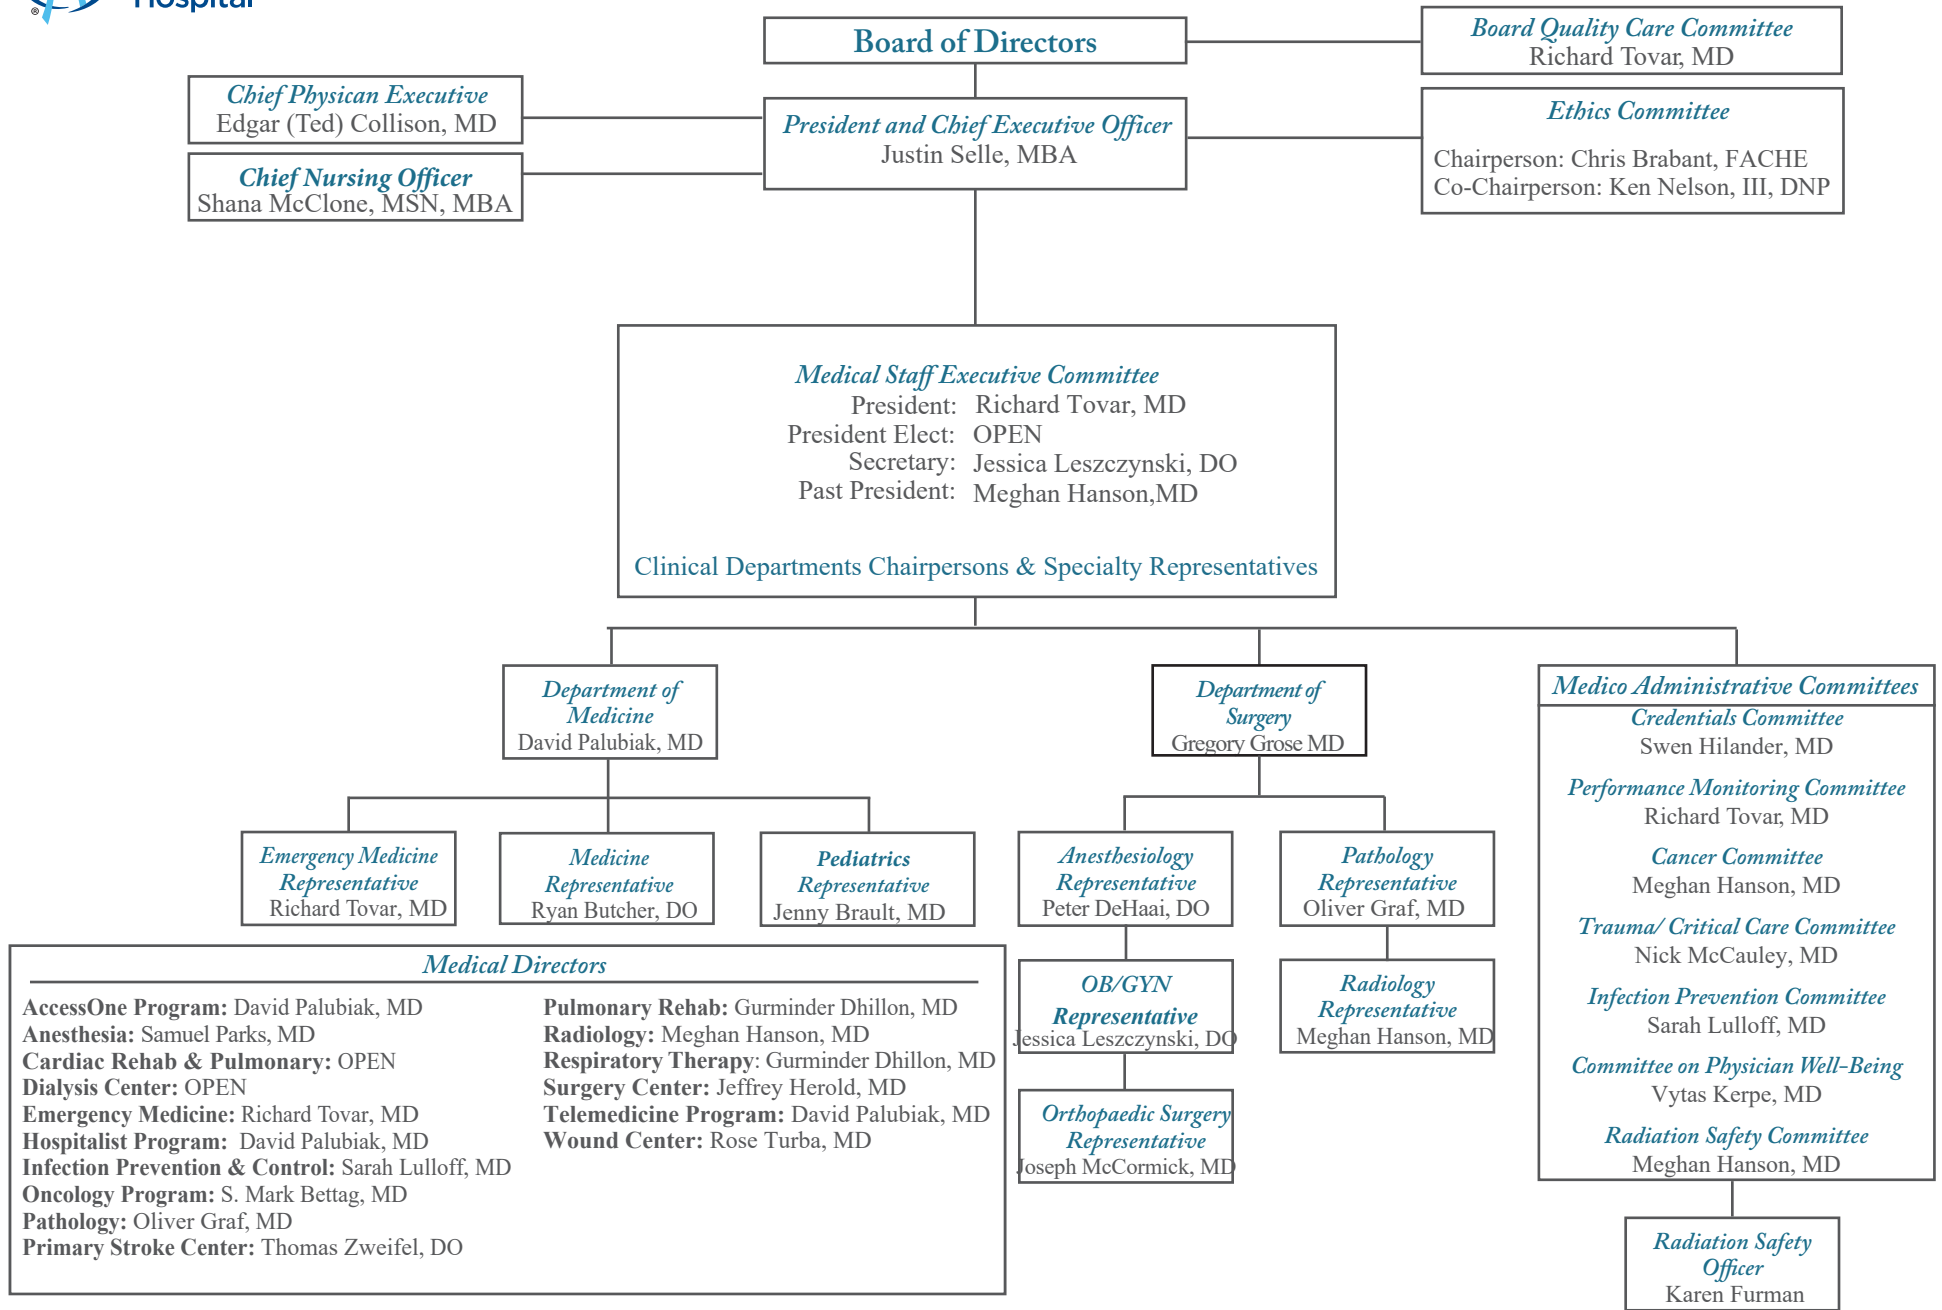 Hospital
®
Board of Directors
Board Quality Care Committee
Richard Tovar, MD
Chief Physican Executive
Edgar (Ted) Collison, MD
President and Chief Executive Officer
Justin Selle, MBA
Ethics Committee
Chairperson: Chris Brabant, FACHE
Co-Chairperson: Ken Nelson, III, DNP
Chief Nursing Officer
Shana McClone, MSN, MBA
Medical Staff Executive Committee
President: Richard Tovar, MD
President Elect: OPEN
Secretary: Jessica Leszczynski, DO
Past President: Meghan Hanson,MD
Clinical Departments Chairpersons & Specialty Representatives
Department of
Medicine
David Palubiak, MD
Department of
Surgery
Gregory Grose MD
Emergency Medicine
Representative
Richard Tovar, MD
Medicine
Representative
Ryan Butcher, DO
Pediatrics
Representative
Jenny Brault, MD
Anesthesiology
Representative
Peter DeHaai, DO
Pathology
Representative
Oliver Graf, MD
OB/GYN
Representative
Jessica Leszczynski, DO
Radiology
Representative
Meghan Hanson, MD
Orthopaedic Surgery
Representative
Joseph McCormick, MD
Medico Administrative Committees
Credentials Committee
Swen Hilander, MD
Performance Monitoring Committee
Richard Tovar, MD
Cancer Committee
Meghan Hanson, MD
Trauma/ Critical Care Committee
Nick McCauley, MD
Infection Prevention Committee
Sarah Lulloff, MD
Committee on Physician Well-Being
Vytas Kerpe, MD
Radiation Safety Committee
Meghan Hanson, MD
Radiation Safety
Officer
Karen Furman
Medical Directors
AccessOne Program: David Palubiak, MD
Anesthesia: Samuel Parks, MD
Cardiac Rehab & Pulmonary: OPEN
Dialysis Center: OPEN
Emergency Medicine: Richard Tovar, MD
Hospitalist Program: David Palubiak, MD
Infection Prevention & Control: Sarah Lulloff, MD
Oncology Program: S. Mark Bettag, MD
Pathology: Oliver Graf, MD
Primary Stroke Center: Thomas Zweifel, DO
Pulmonary Rehab: Gurminder Dhillon, MD
Radiology: Meghan Hanson, MD
Respiratory Therapy: Gurminder Dhillon, MD
Surgery Center: Jeffrey Herold, MD
Telemedicine Program: David Palubiak, MD
Wound Center: Rose Turba, MD